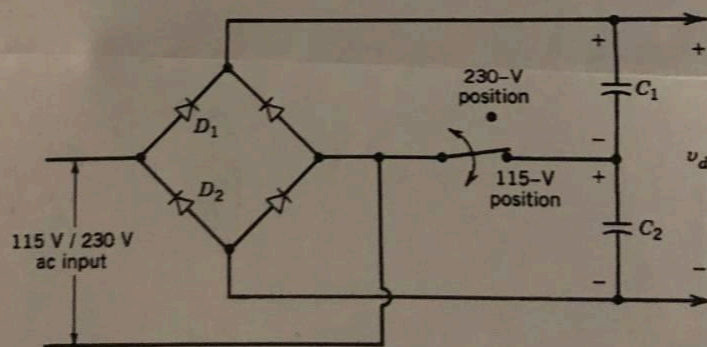 +
+
230-V
position
C1
D1
−
115-V
position
+
vd
D2
115 V / 230 V
ac input
C2
−
−